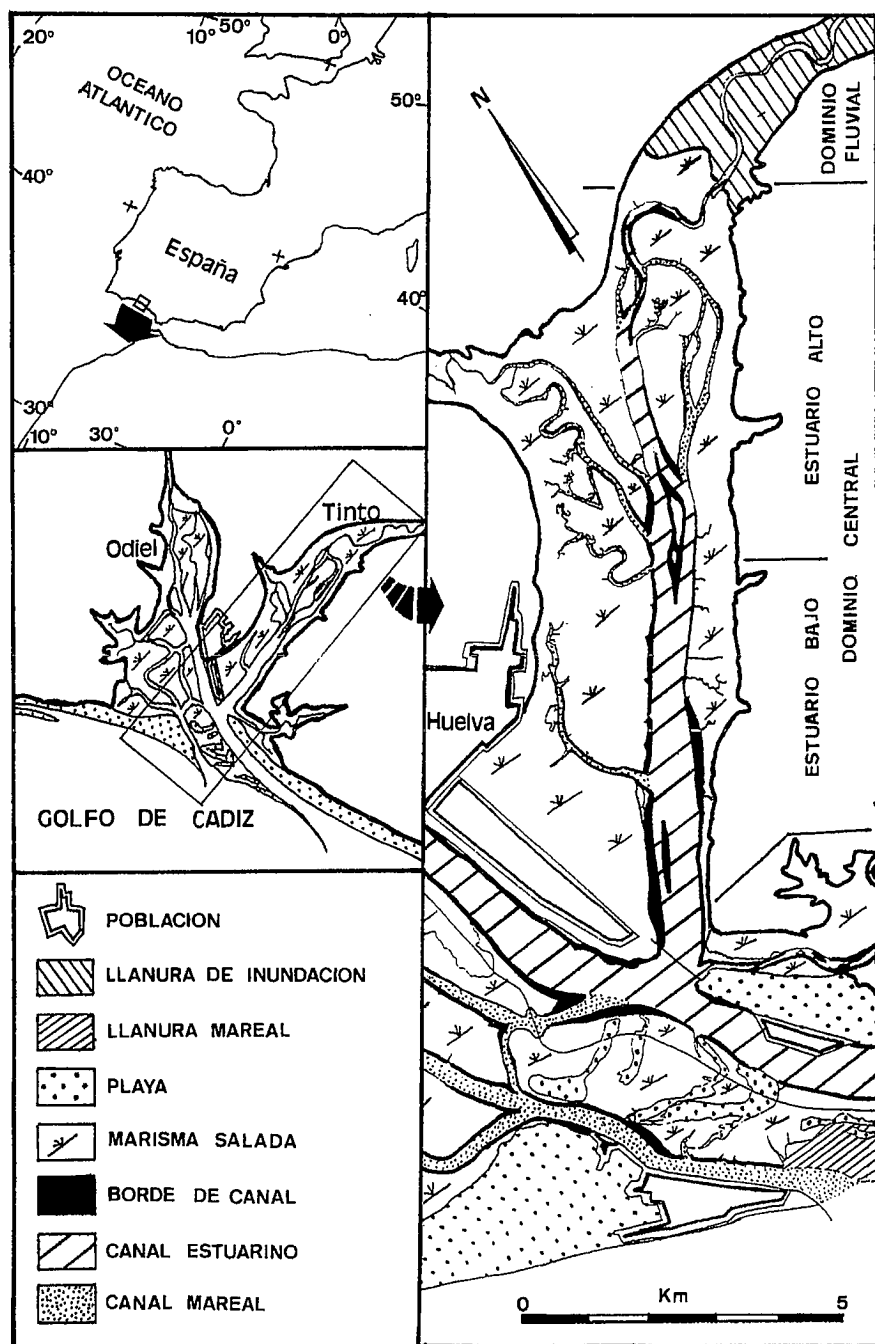 20°
10°
50°
0°
OCEANO
ATLANTICO
50°
40°
España
40°
30°
10°
30°
0°
Odiel
Tinto
GOLFO DE CADIZ
POBLACION
LLANURA DE INUNDACION
LLANURA MAREAL
PLAYA
MARISMA SALADA
BORDE DE CANAL
CANAL ESTUARINO
CANAL MAREAL
N
DOMINIO
FLUVIAL
ESTUARIO ALTO
DOMINIO CENTRAL
ESTUARIO BAJO
Huelva
Km
0
5